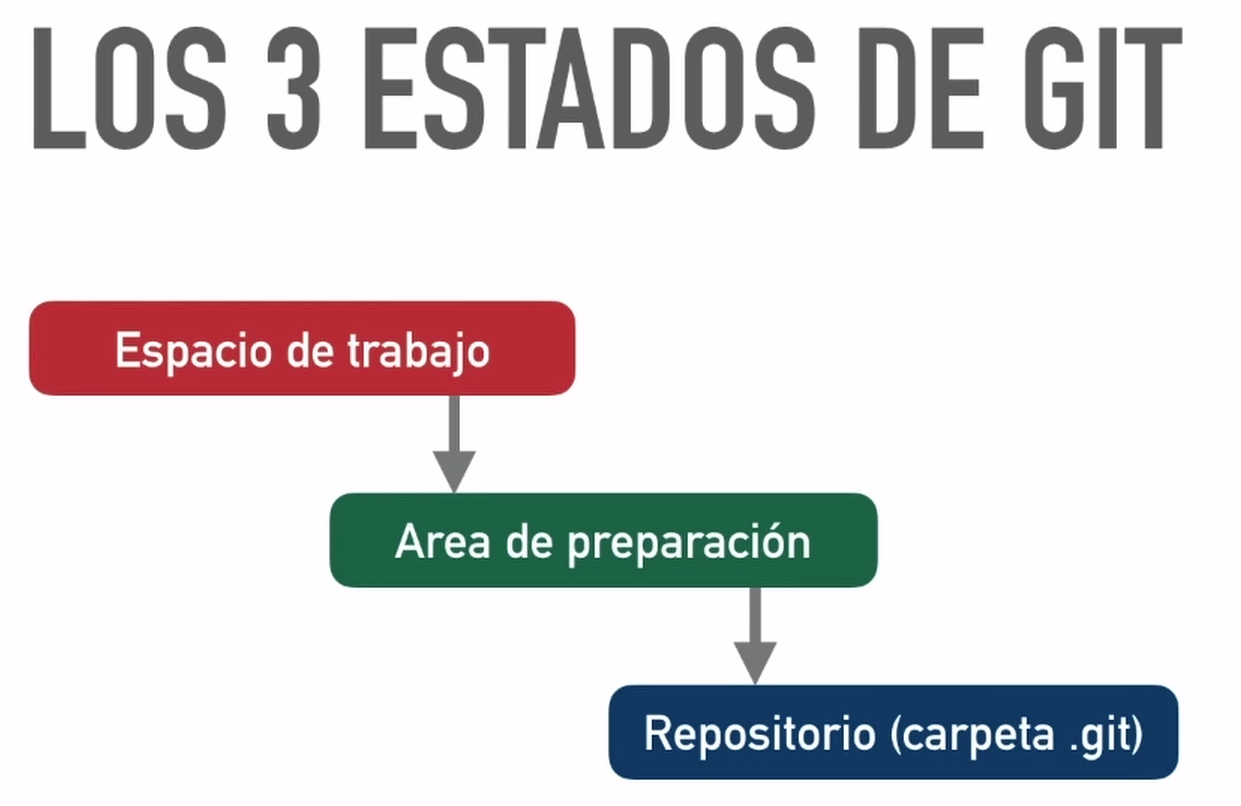 LOS 3 ESTADOS DE GIT
Espacio de trabajo
Area de preparación
Repositorio (carpeta .git)